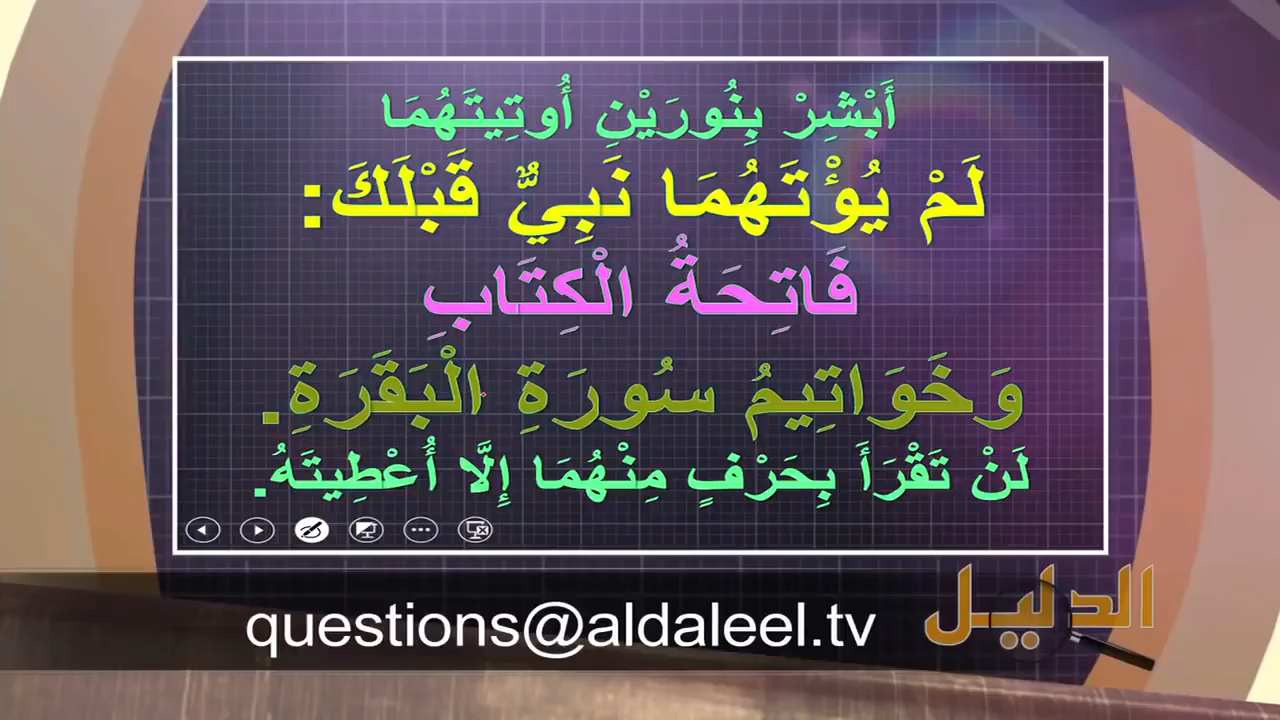 أَبْشِرْ بِنُورَيْنِ أُوتِيتَهُمَا
لَمْ يُؤْتَهُمَا نَبِيٌّ قَبْلَكَ:
فَاتِحَةُ الْكِتَابِ
وَخَوَاتِيمُ سُورَةِ الْبَقَرَةِ.
لَنْ تَقْرَأَ بِحَرْفٍ مِنْهُمَا إِلَّا أُعْطِيتَهُ.
الدليل
questions@aldaleel.tv